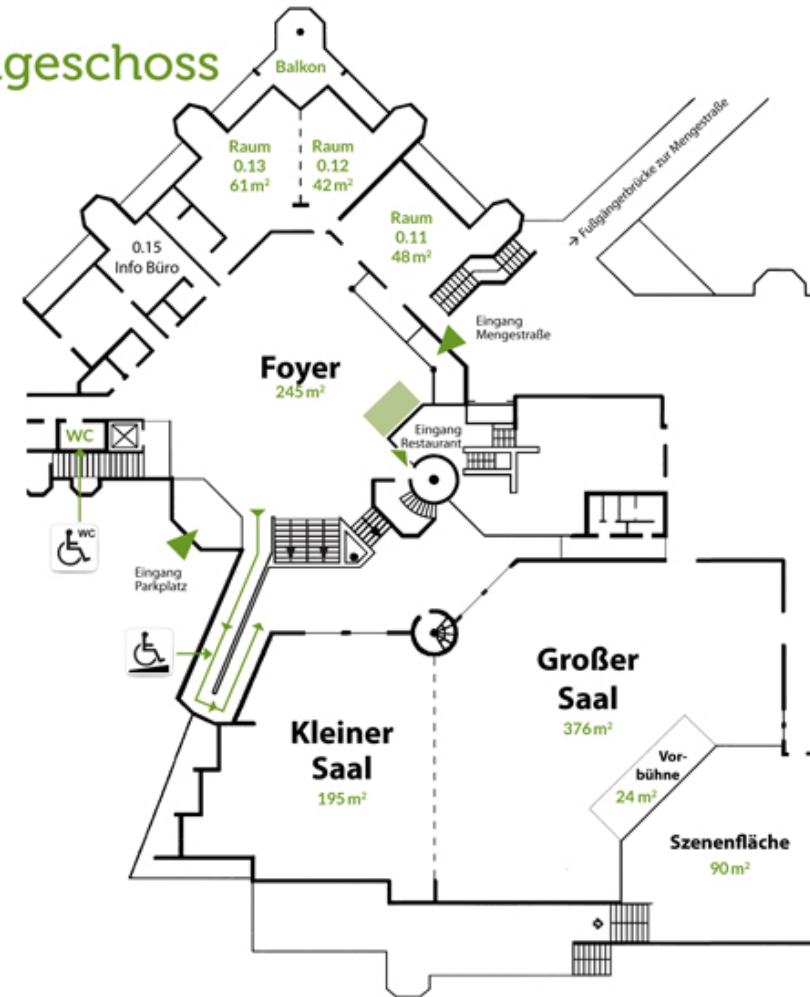 geschoss
Balkon
Raum
0.13
61 m²
Raum
0.12
42 m²
Raum
0.11
48 m²
→ Fußgängerbrücke zur Mengestraße
0.15
Info Büro
Eingang
Mengestraße
Foyer
245 m²
Eingang
Restaurant
WC
WC
Eingang
Parkplatz
Großer
Saal
376 m²
Kleiner
Saal
195 m²
Vor-
bühne
24 m²
Szenenfläche
90 m²